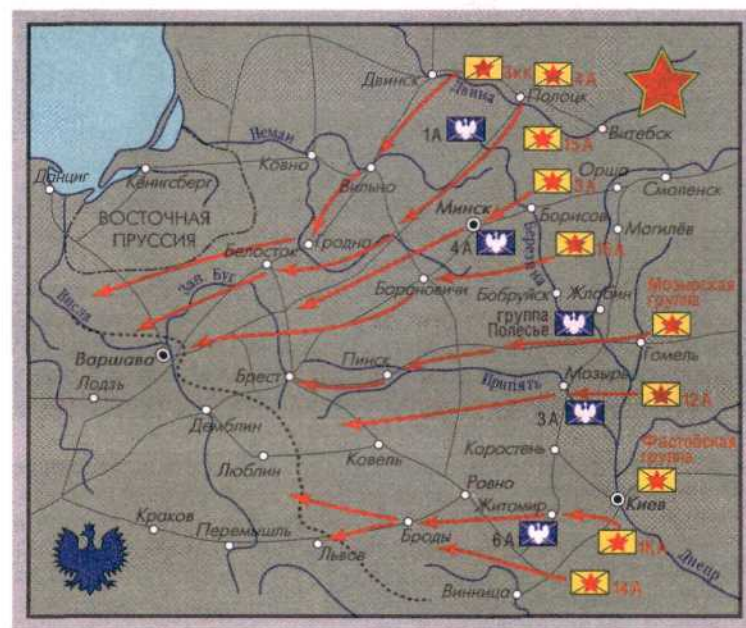 Двинск
3кк
4А
Двина
Полоцк
1А
Витебск
15А
Неман
Ковно
Вильно
3А
Орша
Смоленск
Данциг
Кёнигсберг
Минск
Борисов
ВОСТОЧНАЯ
ПРУССИЯ
Гродно
4А
Могилёв
Березина
Белосток
16А
Зап. Буг
Барановичи
Мозырская
группа
Висла
Бобруйск
Жлобин
группа
Полесье
Варшава
Гомель
Брест
Пинск
Припять
Мозырь
Лодзь
12А
Демблин
3А
Фастовская
группа
Люблин
Ковель
Коростень
Ровно
Житомир
Киев
Краков
Перемышль
Львов
Броды
6А
1КА
Днепр
14А
Винница